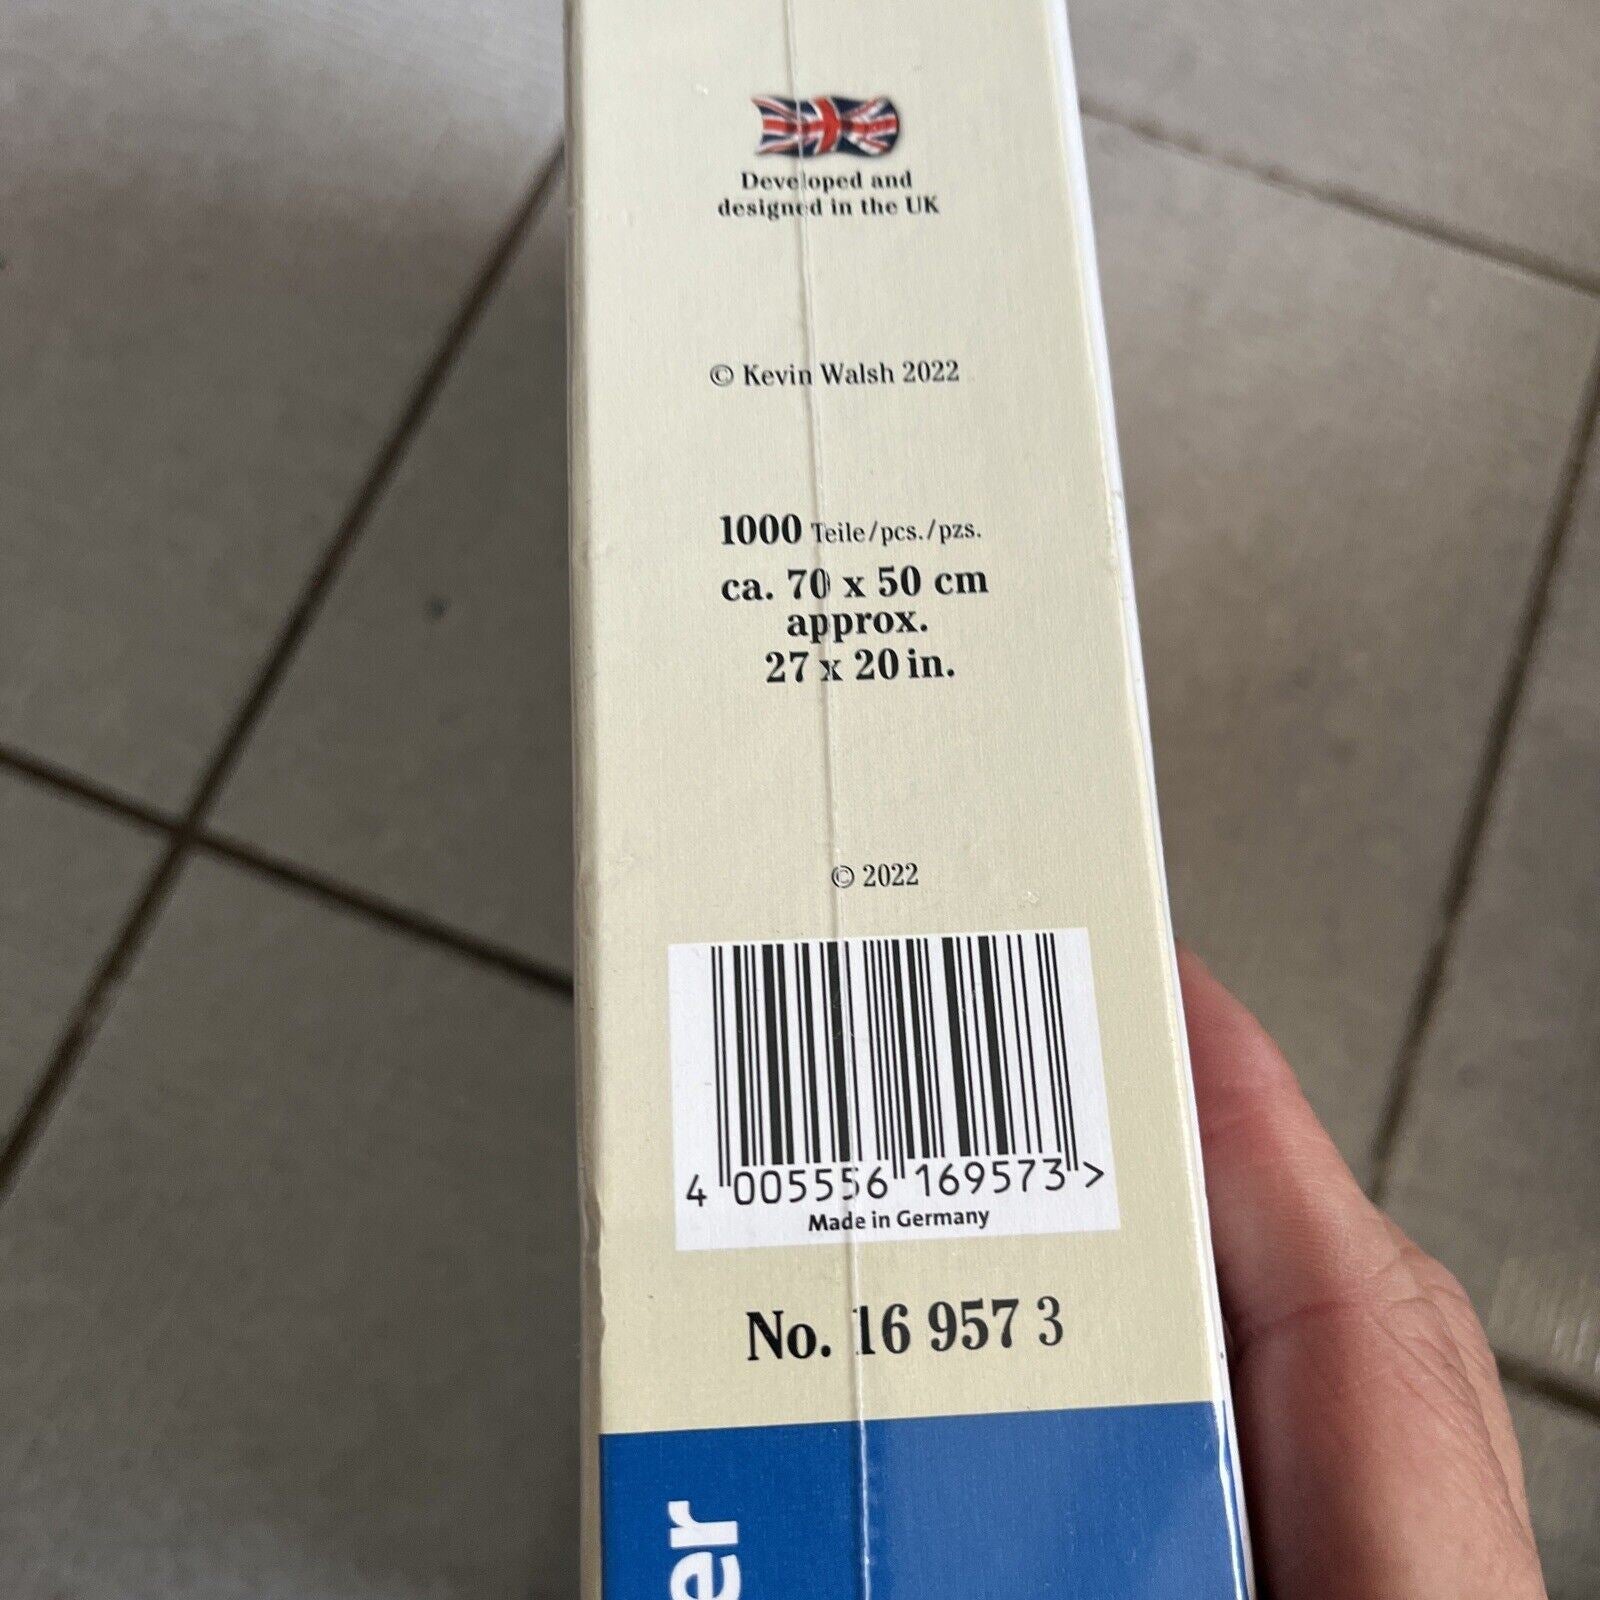 Developed and
designed in the UK
© Kevin Walsh 2022
1000 Teile/pcs./pzs.
ca. 70 x 50 cm
approx.
27 x 20 in.
© 2022
4 005556 169573 >
Made in Germany
No. 16 957 3
er